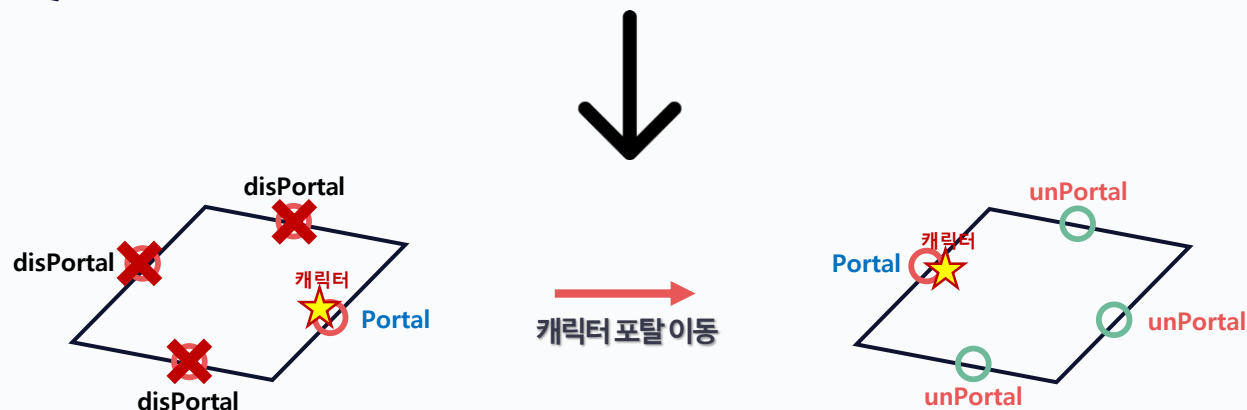 disPortal
disPortal
캐릭터
Portal
disPortal
캐릭터 포탈 이동
unPortal
캐릭터
Portal
unPortal
unPortal